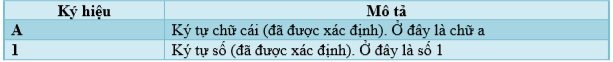 Ký hiệu Mô tả
A Ký tự chữ cái (đã được xác định). Ở đây là chữ a
1 Ký tự số (đã được xác định). Ở đây là số 1